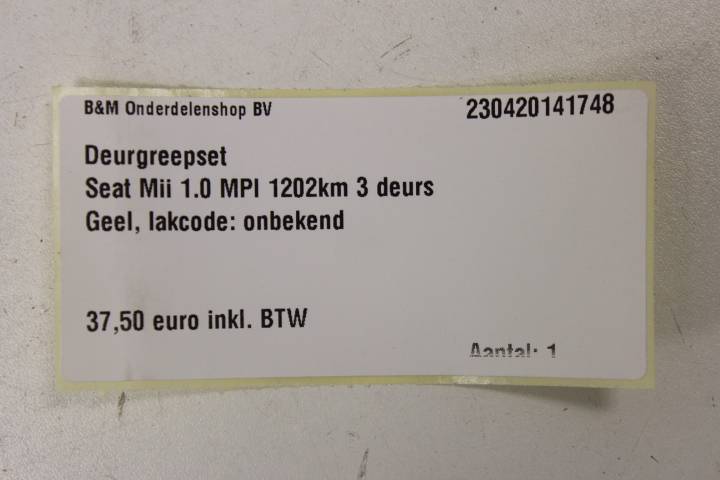 B&M Onderdelenshop BV 230420141748
Deurgreepset
Seat Mii 1.0 MPI 1202km 3 deurs
Geel, lakcode: onbekend
37,50 euro inkl. BTW
Aantal: 1